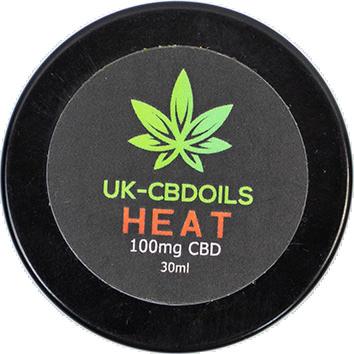 UK-CBDOILS
HEAT
100mg CBD
30ml